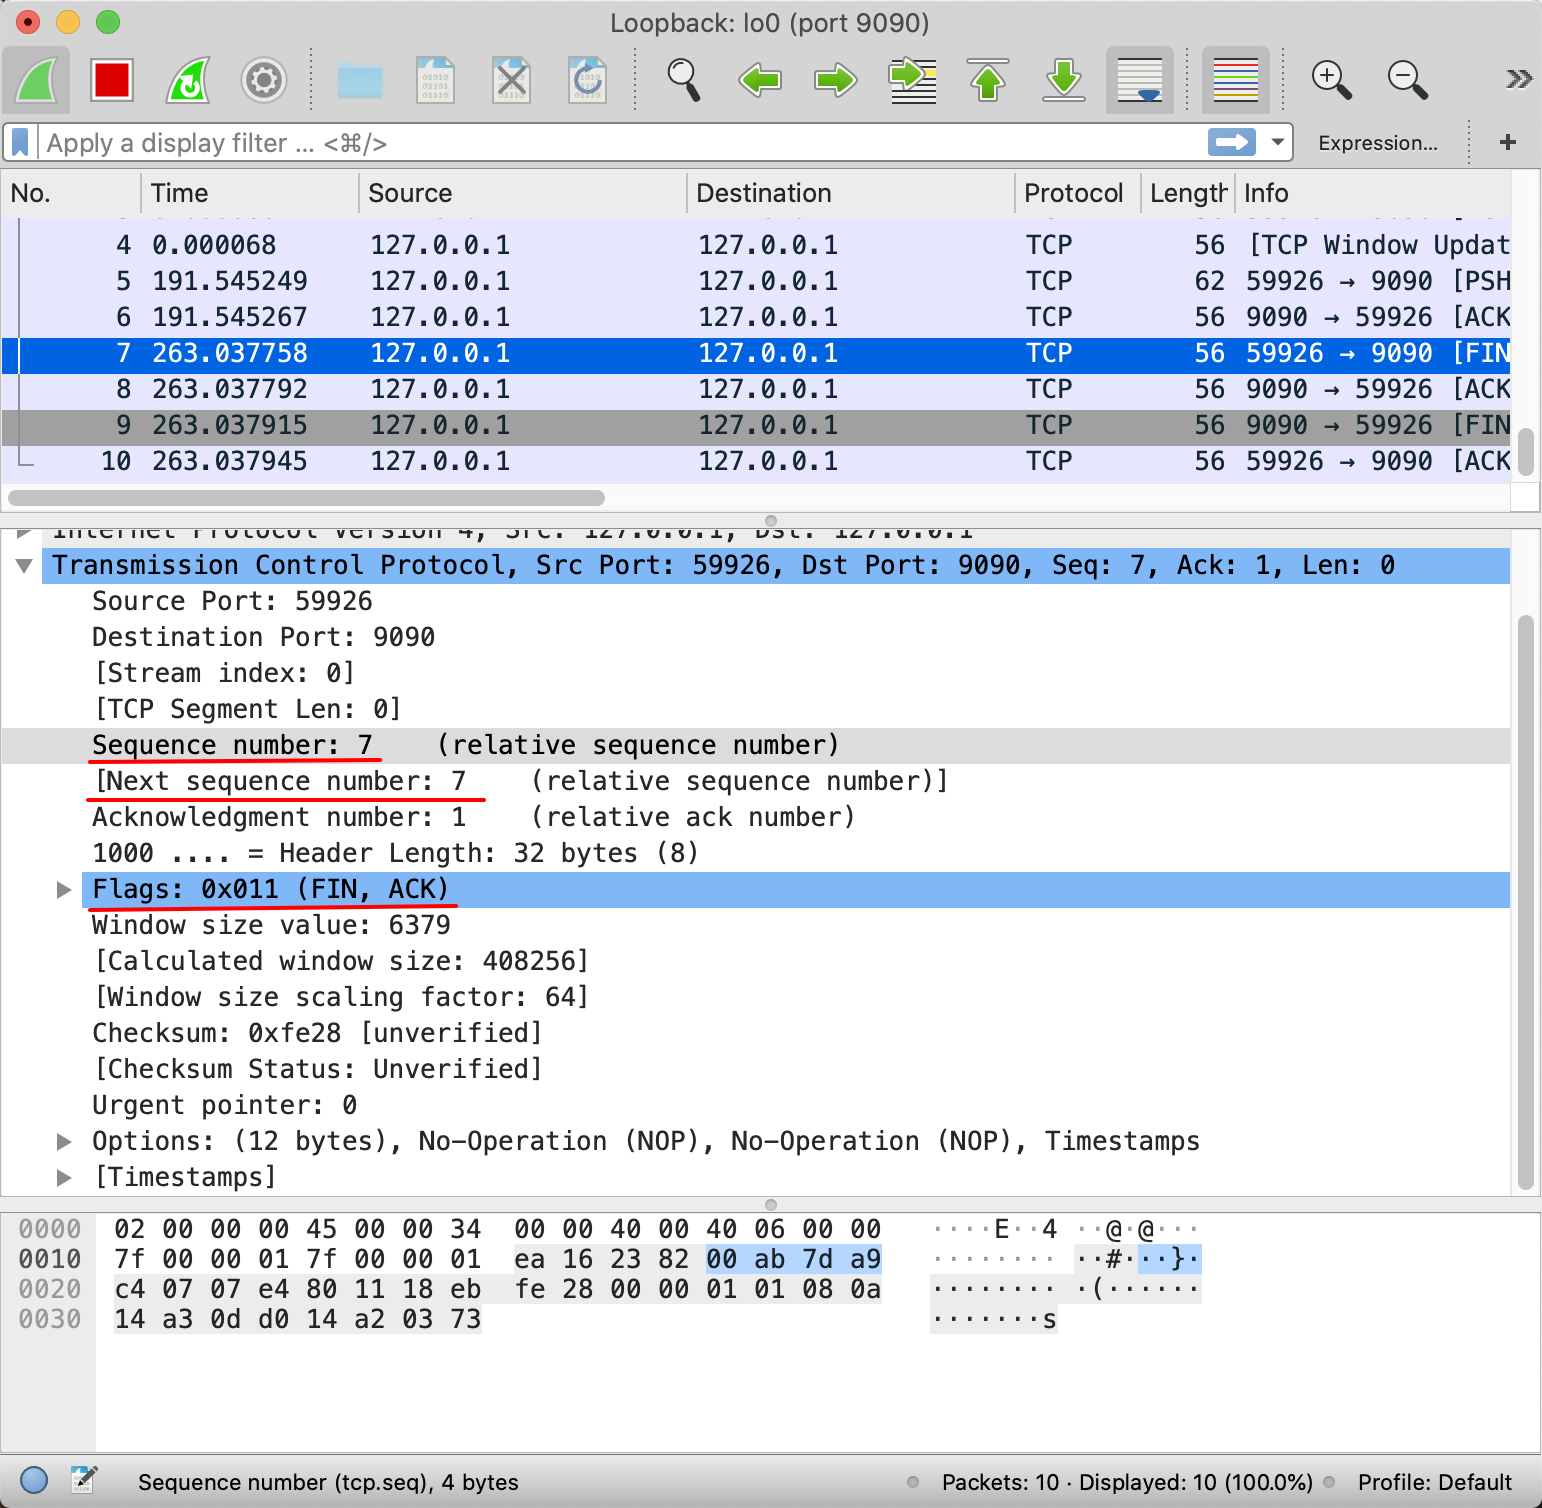 Loopback: lo0 (port 9090)
Apply a display filter ... <⌘/>
Expression...
+
No. Time Source Destination Protocol Length Info
4 0.000068 127.0.0.1 127.0.0.1 TCP 56 [TCP Window Updat
5 191.545249 127.0.0.1 127.0.0.1 TCP 62 59926 → 9090 [PSH
6 191.545267 127.0.0.1 127.0.0.1 TCP 56 9090 → 59926 [ACK
7 263.037758 127.0.0.1 127.0.0.1 TCP 56 59926 → 9090 [FIN
8 263.037792 127.0.0.1 127.0.0.1 TCP 56 9090 → 59926 [ACK
9 263.037915 127.0.0.1 127.0.0.1 TCP 56 9090 → 59926 [FIN
10 263.037945 127.0.0.1 127.0.0.1 TCP 56 59926 → 9090 [ACK
Internet Protocol Version 4, Src: 127.0.0.1, Dst: 127.0.0.1
Transmission Control Protocol, Src Port: 59926, Dst Port: 9090, Seq: 7, Ack: 1, Len: 0
Source Port: 59926
Destination Port: 9090
[Stream index: 0]
[TCP Segment Len: 0]
Sequence number: 7 (relative sequence number)
[Next sequence number: 7 (relative sequence number)]
Acknowledgment number: 1 (relative ack number)
1000 .... = Header Length: 32 bytes (8)
Flags: 0x011 (FIN, ACK)
Window size value: 6379
[Calculated window size: 408256]
[Window size scaling factor: 64]
Checksum: 0xfe28 [unverified]
[Checksum Status: Unverified]
Urgent pointer: 0
Options: (12 bytes), No-Operation (NOP), No-Operation (NOP), Timestamps
[Timestamps]
0000 02 00 00 00 45 00 00 34 00 00 40 00 40 06 00 00 ····E··4 ··@·@···
0010 7f 00 00 01 7f 00 00 01 ea 16 23 82 00 ab 7d a9 ········ ··#···}·
0020 c4 07 07 e4 80 11 18 eb fe 28 00 00 01 01 08 0a ········ ·(······
0030 14 a3 0d d0 14 a2 03 73 ·······s
Sequence number (tcp.seq), 4 bytes
Packets: 10 · Displayed: 10 (100.0%)
Profile: Default